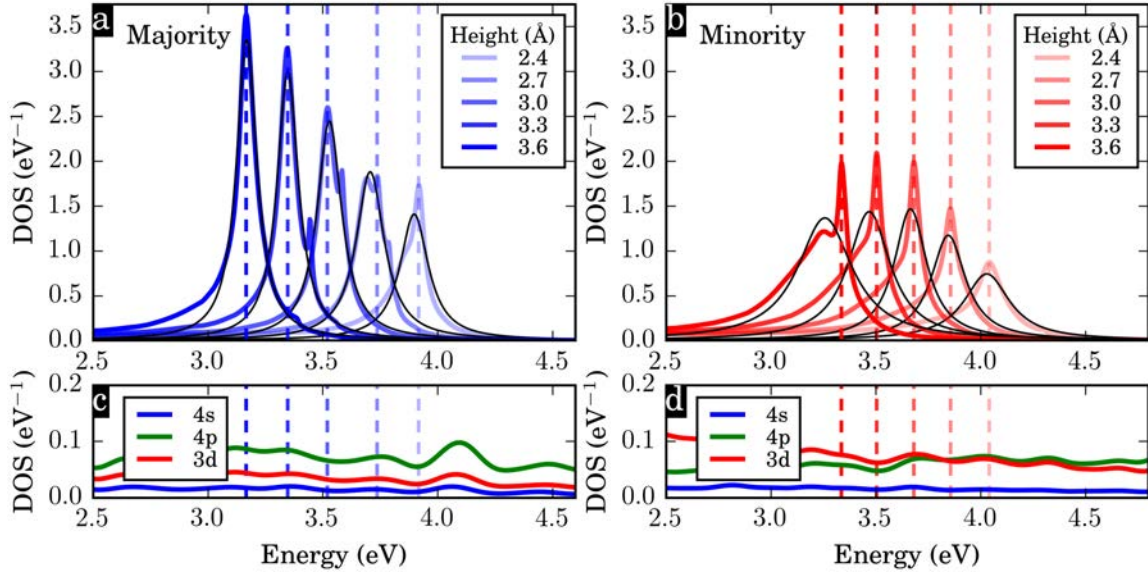 a
Majority
Height (Å)
2.4
2.7
3.0
3.3
3.6
DOS (eV⁻¹)
3.5
3.0
2.5
2.0
1.5
1.0
0.5
0.0
2.5 3.0 3.5 4.0 4.5
b
Minority
Height (Å)
2.4
2.7
3.0
3.3
3.6
DOS (eV⁻¹)
3.5
3.0
2.5
2.0
1.5
1.0
0.5
0.0
2.5 3.0 3.5 4.0 4.5
c
4s
4p
3d
DOS (eV⁻¹)
0.2
0.1
0.0
2.5 3.0 3.5 4.0 4.5
Energy (eV)
d
4s
4p
3d
DOS (eV⁻¹)
0.2
0.1
0.0
2.5 3.0 3.5 4.0 4.5
Energy (eV)